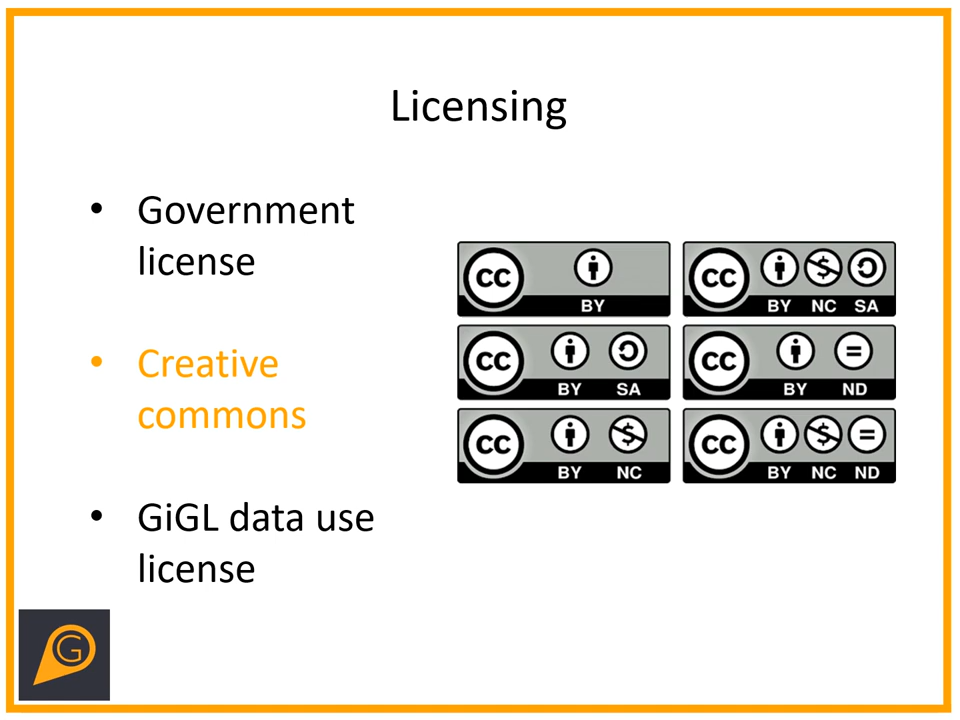 Licensing
• Government
license
• Creative
commons
• GiGL data use
license
CC BY
CC BY NC SA
CC BY SA
CC BY ND
CC BY NC
CC BY NC ND
G